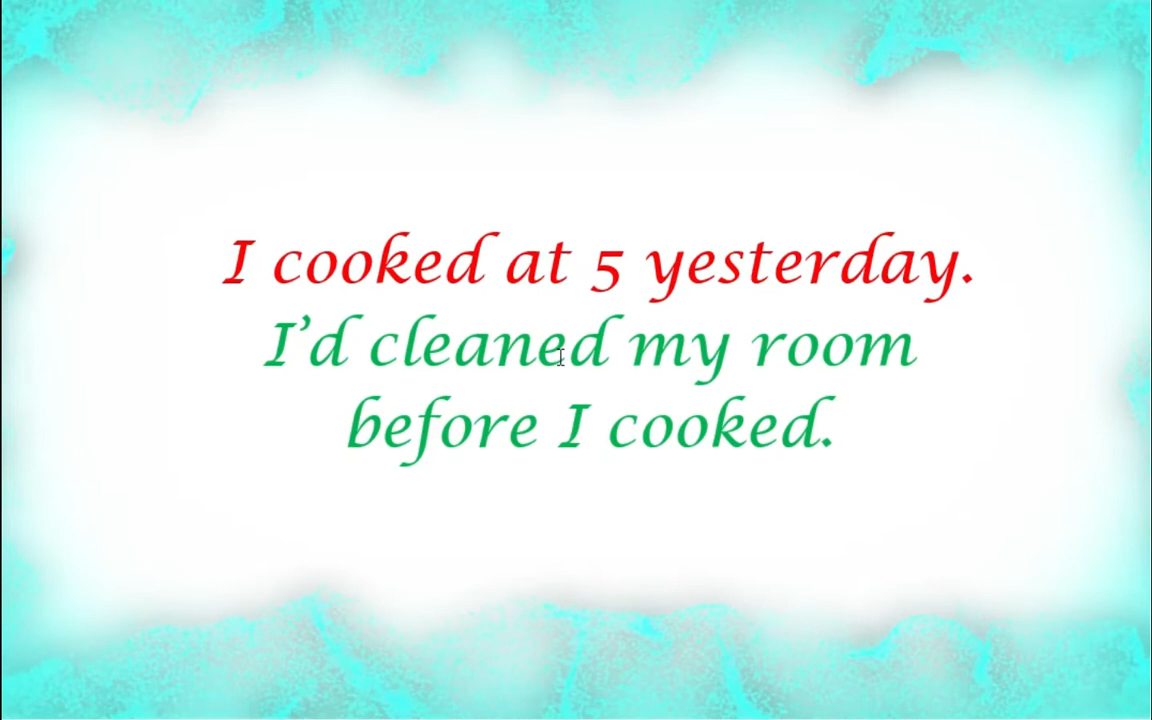 I cooked at 5 yesterday.
I’d cleaned my room
before I cooked.